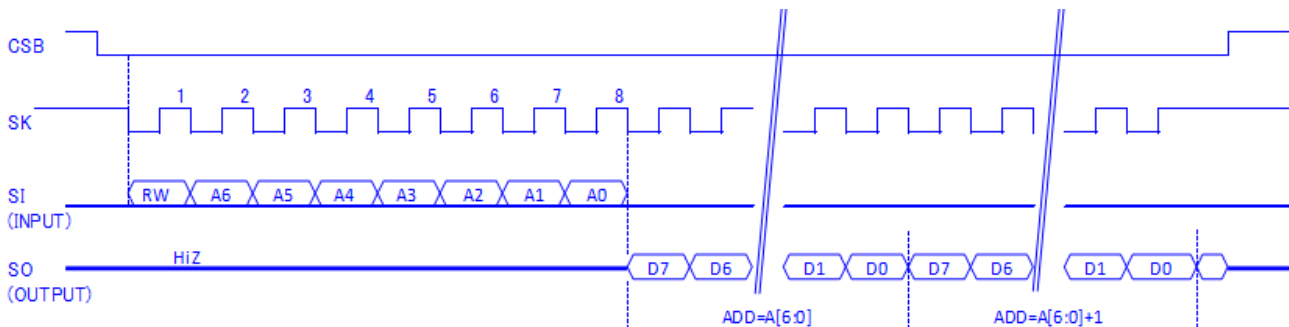 CSB
1 2 3 4 5 6 7 8
SK
SI RW A6 A5 A4 A3 A2 A1 A0
(INPUT)
HiZ
SO D7 D6 D1 D0 D7 D6 D1 D0
(OUTPUT)
ADD=A[6:0] ADD=A[6:0]+1